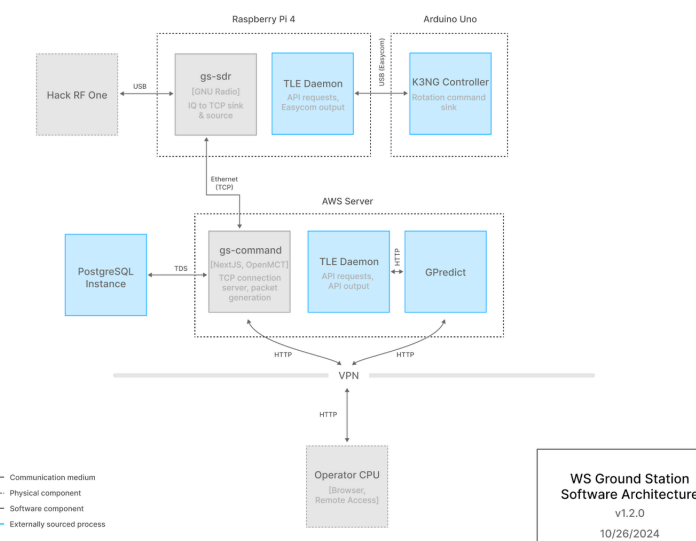 Raspberry Pi 4
Arduino Uno
Hack RF One
USB
gs-sdr
[GNU Radio]
IQ to TCP sink
& source
TLE Daemon
API requests,
Easycom output
USB (Easycom)
K3NG Controller
Rotation command
sink
Ethernet
(TCP)
AWS Server
PostgreSQL
Instance
TDS
gs-command
[NextJS, OpenMCT]
TCP connection
server, packet
generation
TLE Daemon
API requests,
API output
HTTP
GPredict
HTTP
HTTP
VPN
HTTP
Operator CPU
[Browser,
Remote Access]
Communication medium
Physical component
Software component
Externally sourced process
WS Ground Station
Software Architecture
v1.2.0
10/26/2024